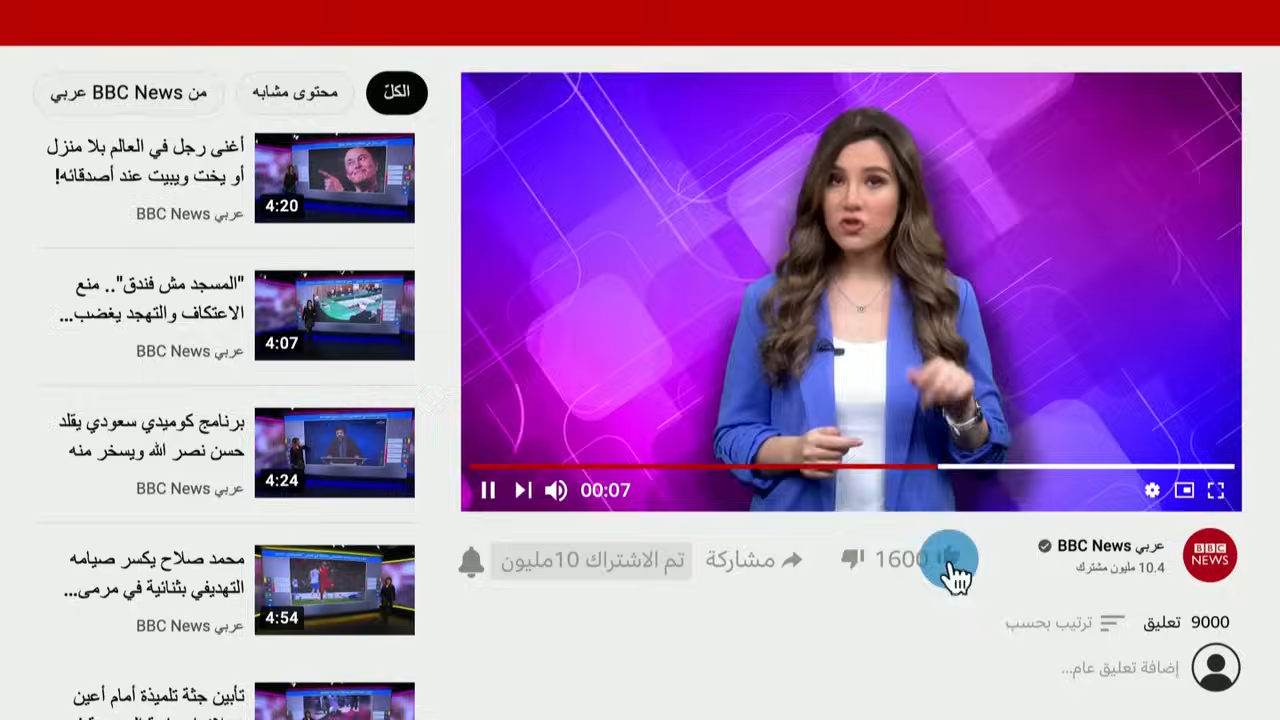 الكلّ
محتوى مشابه
من BBC News عربي
أغنى رجل في العالم بلا منزل
أو يخت ويبيت عند أصدقائه!
عربي BBC News
4:20
"المسجد مش فندق".. منع
الاعتكاف والتهجد يغضب...
عربي BBC News
4:07
برنامج كوميدي سعودي يقلد
حسن نصر الله ويسخر منه
عربي BBC News
4:24
محمد صلاح يكسر صيامه
التهديفي بثنائية في مرمى...
عربي BBC News
4:54
تأبين جثة تلميذة أمام أعين
00:07
BBC NEWS
عربي BBC News
10.4 مليون مشترك
1600
مشاركة
تم الاشتراك 10مليون
9000 تعليق
ترتيب بحسب
إضافة تعليق عام...